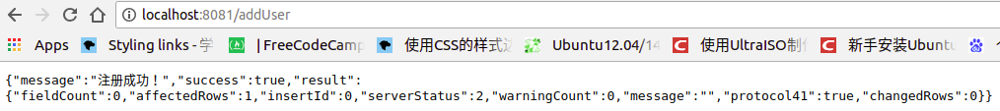 localhost:8081/addUser
Apps Styling links - 学 | FreeCodeCamp 使用CSS的样式 Ubuntu12.04/14 使用UltraISO制 新手安装Ubuntu
{"message":"注册成功！","success":true,"result":
{"fieldCount":0,"affectedRows":1,"insertId":0,"serverStatus":2,"warningCount":0,"message":"","protocol41":true,"changedRows":0}}